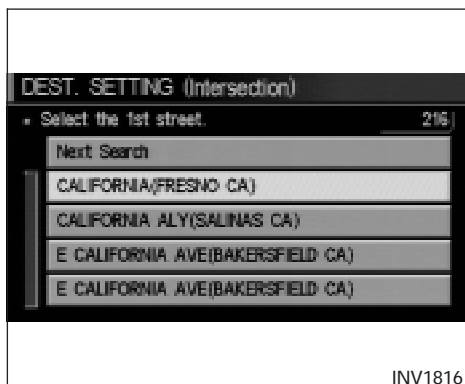 DEST. SETTING (Intersection)
Select the 1st street. 216
Next Search
CALIFORNIA(FRESNO CA)
CALIFORNIA ALY(SALINAS CA)
E CALIFORNIA AVE(BAKERSFIELD CA)
E CALIFORNIA AVE(BAKERSFIELD CA)
INV1816